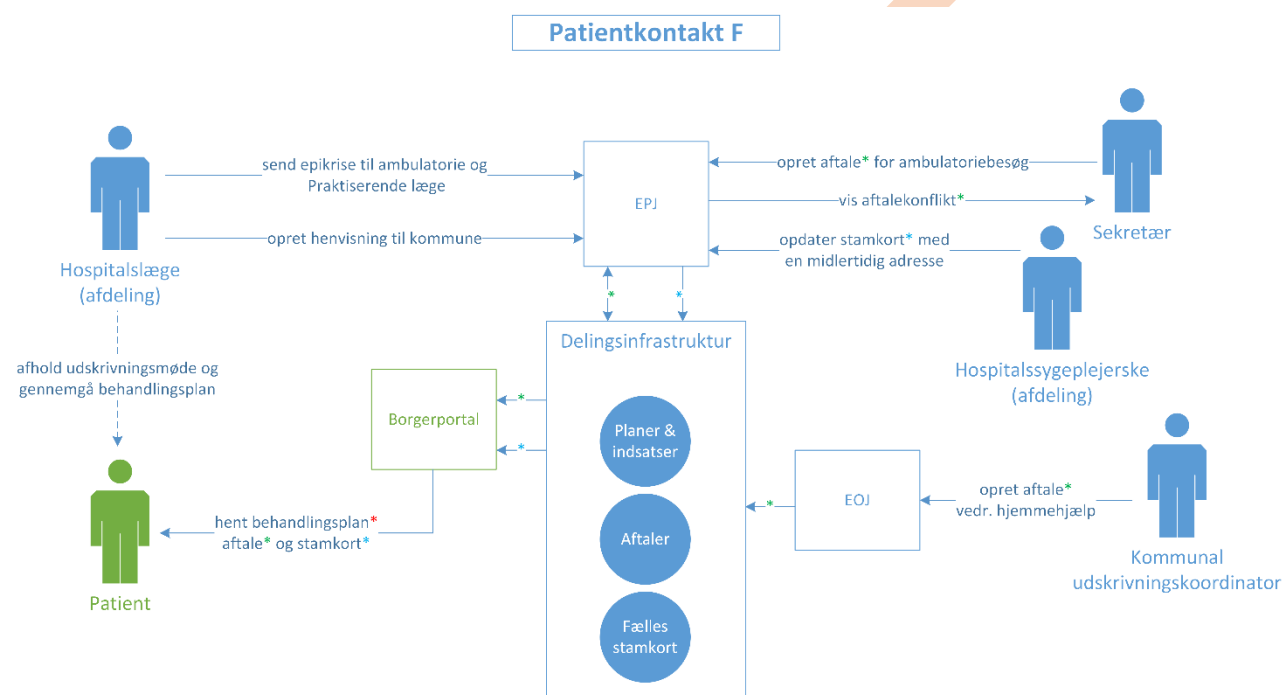 Patientkontakt F
send epikrise til ambulatorie og
Praktiserende læge
opret henvisning til kommune
Hospitalslæge
(afdeling)
EPJ
opret aftale* for ambulatoriebesøg
vis aftalekonflikt*
opdater stamkort* med
en midlertidig adresse
Sekretær
Hospitalssygeplejerske
(afdeling)
*
*
afhold udskrivningsmøde og
gennemgå behandlingsplan
Delingsinfrastruktur
Borgerportal
*
*
Planer &
indsatser
Aftaler
Fælles
stamkort
*
EOJ
opret aftale*
vedr. hjemmehjælp
Kommunal
udskrivningskoordinator
hent behandlingsplan*
aftale* og stamkort*
Patient